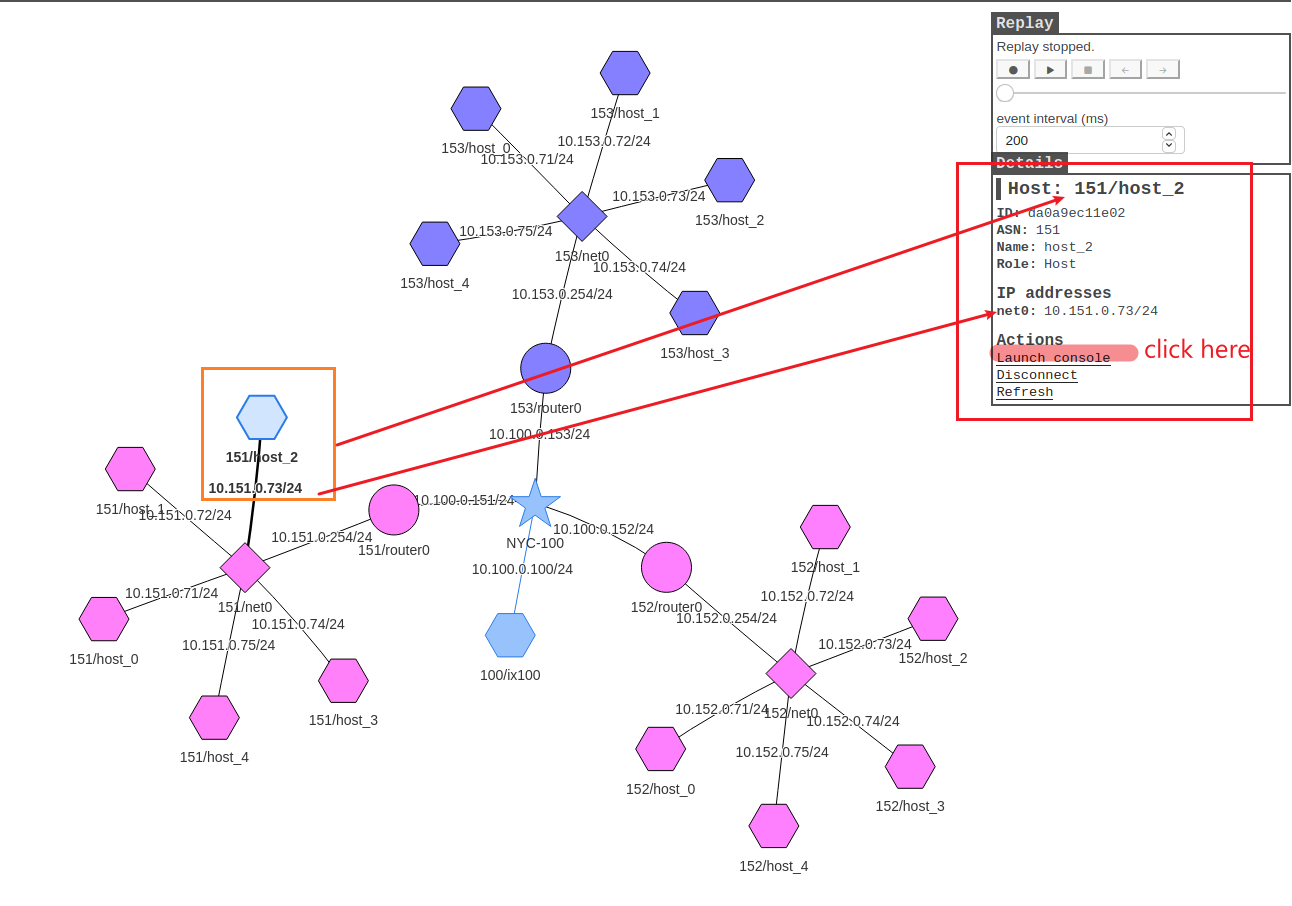 Replay
Replay stopped.
event interval (ms)
200
Details
Host: 151/host_2
ID: da0a9ec11e02
ASN: 151
Name: host_2
Role: Host
IP addresses
net0: 10.151.0.73/24
Actions
Launch console
click here
Disconnect
Refresh
153/host_1
10.153.0.72/24
153/host_0
10.153.0.71/24
10.153.0.73/24
153/host_2
10.153.0.75/24
153/net0
10.153.0.74/24
153/host_4
10.153.0.254/24
153/host_3
153/router0
10.100.0.153/24
151/host_2
10.151.0.73/24
151/host_1
10.151.0.72/24
10.100.0.151/24
10.151.0.254/24
151/router0
NYC-100
10.100.0.152/24
10.100.0.100/24
152/host_1
10.151.0.71/24
151/net0
10.151.0.74/24
152/router0
10.152.0.254/24
10.152.0.72/24
10.151.0.75/24
151/host_0
100/ix100
10.152.0.73/24
152/host_2
151/host_3
10.152.0.71/24
152/net0
10.152.0.74/24
151/host_4
10.152.0.75/24
152/host_0
152/host_3
152/host_4